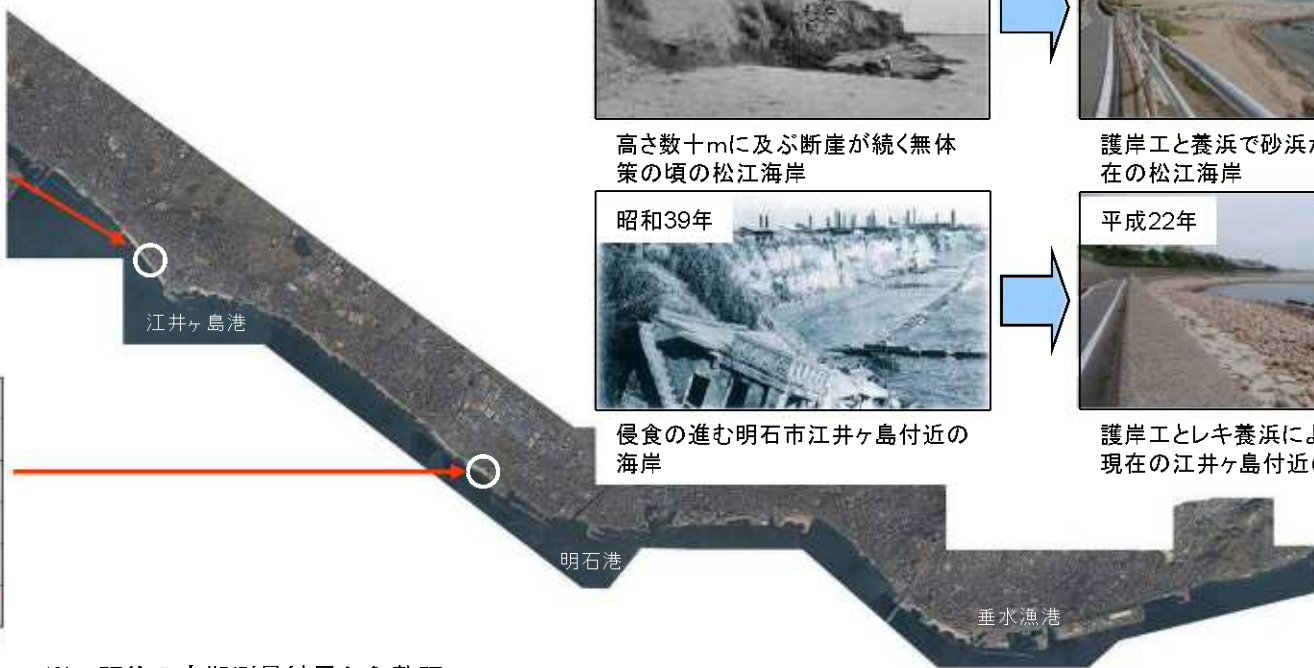 高さ数十mに及ぶ断崖が続く無体
策の頃の松江海岸
護岸工と養浜で砂浜が
在の松江海岸
昭和39年
平成22年
侵食の進む明石市江井ヶ島付近の
海岸
護岸工とレキ養浜によ
現在の江井ヶ島付近の
江井ヶ島港
明石港
垂水漁港